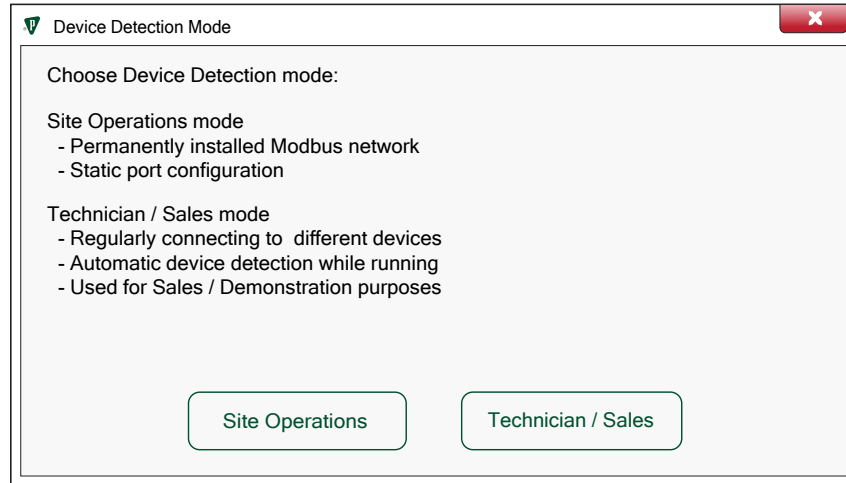 Device Detection Mode
Choose Device Detection mode:
Site Operations mode
- Permanently installed Modbus network
- Static port configuration
Technician / Sales mode
- Regularly connecting to different devices
- Automatic device detection while running
- Used for Sales / Demonstration purposes
Site Operations
Technician / Sales